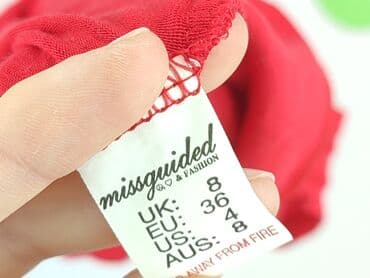 missguided
& FASHION
UK: 8
EU: 36
US: 4
AUS: 8
AWAY FROM FIRE